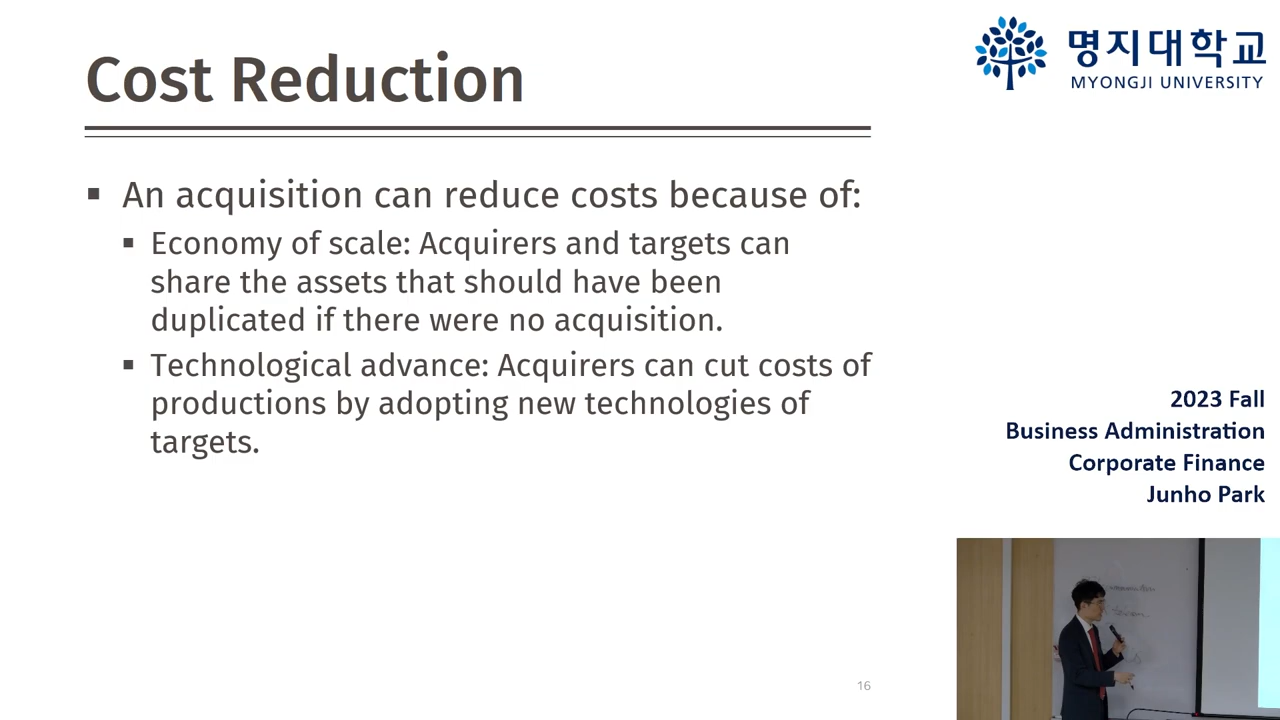 Cost Reduction
명지대학교
MYONGJI UNIVERSITY
▪ An acquisition can reduce costs because of:
▪ Economy of scale: Acquirers and targets can
share the assets that should have been
duplicated if there were no acquisition.
▪ Technological advance: Acquirers can cut costs of
productions by adopting new technologies of
targets.
2023 Fall
Business Administration
Corporate Finance
Junho Park
16